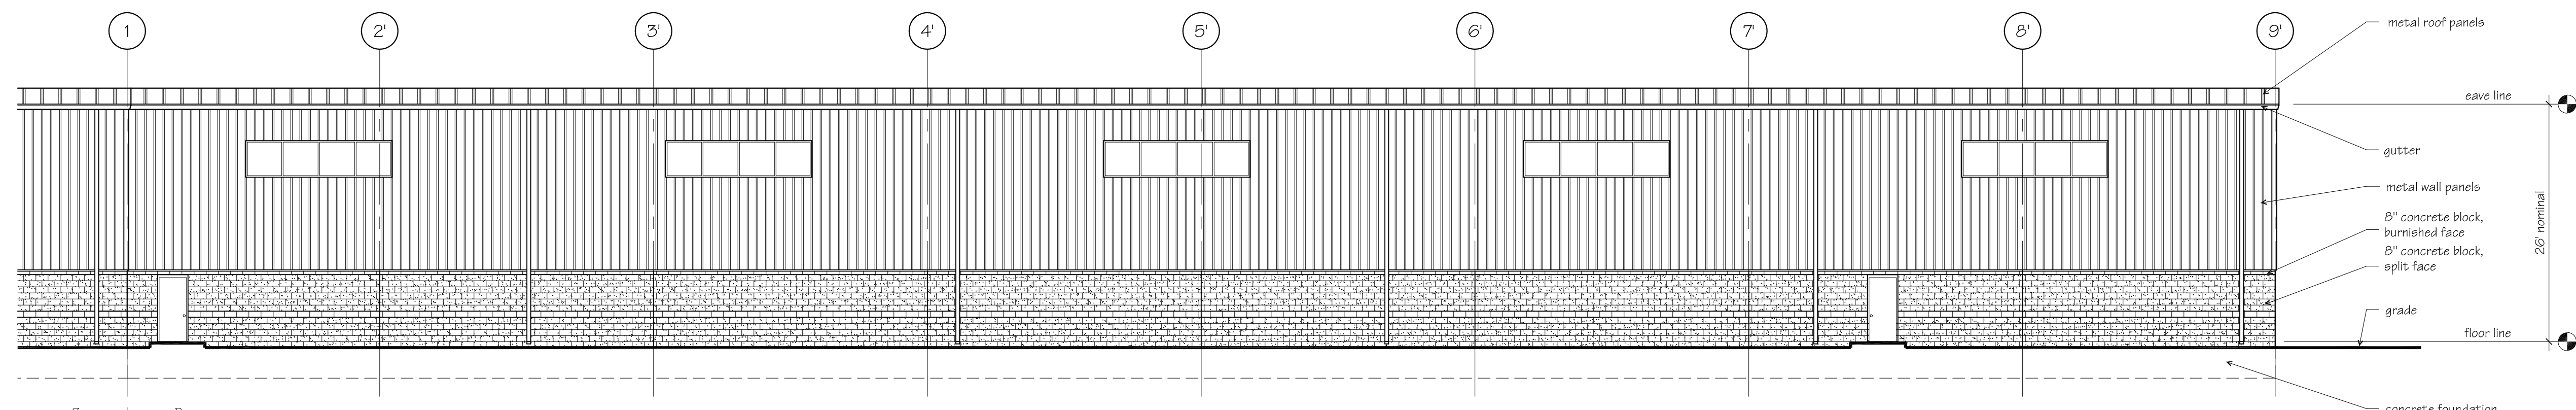 1 2' 3' 4' 5' 6' 7' 8' 9'
metal roof panels
eave line
gutter
metal wall panels
26' nominal
8" concrete block,
burnished face
8" concrete block,
split face
grade
floor line
concrete foundation